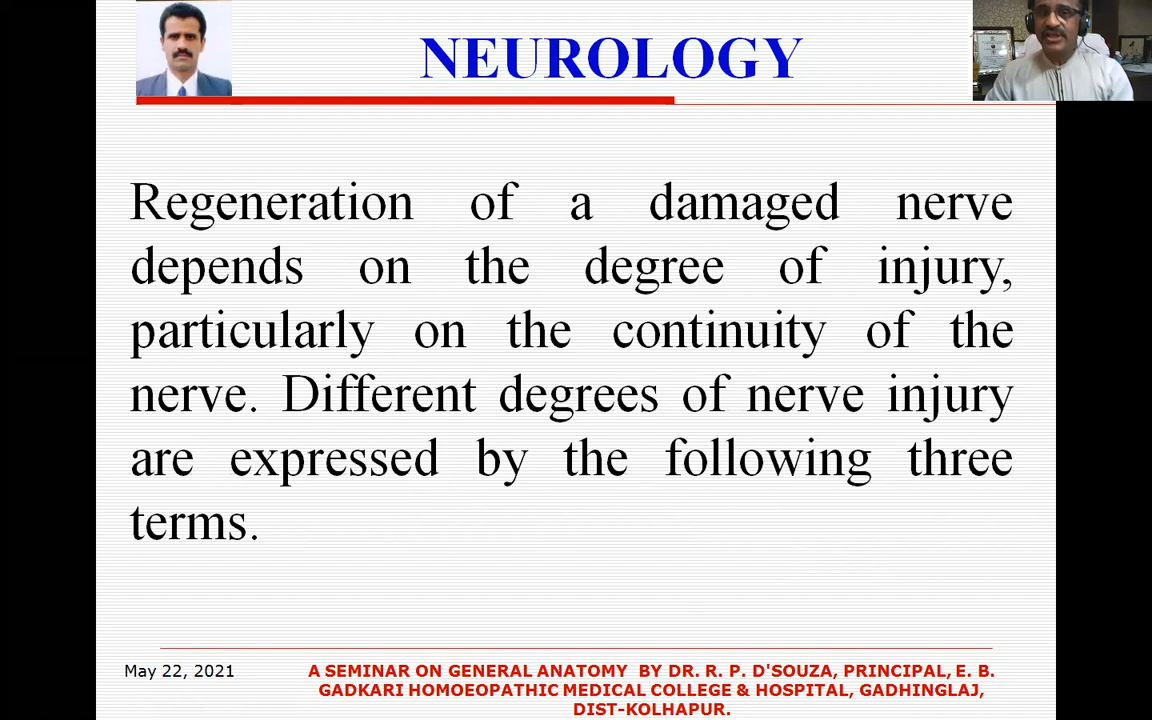 NEUROLOGY
Regeneration of a damaged nerve
depends on the degree of injury,
particularly on the continuity of the
nerve. Different degrees of nerve injury
are expressed by the following three
terms.
May 22, 2021
A SEMINAR ON GENERAL ANATOMY BY DR. R. P. D'SOUZA, PRINCIPAL, E. B.
GADKARI HOMOEOPATHIC MEDICAL COLLEGE & HOSPITAL, GADHINGLAJ,
DIST-KOLHAPUR.